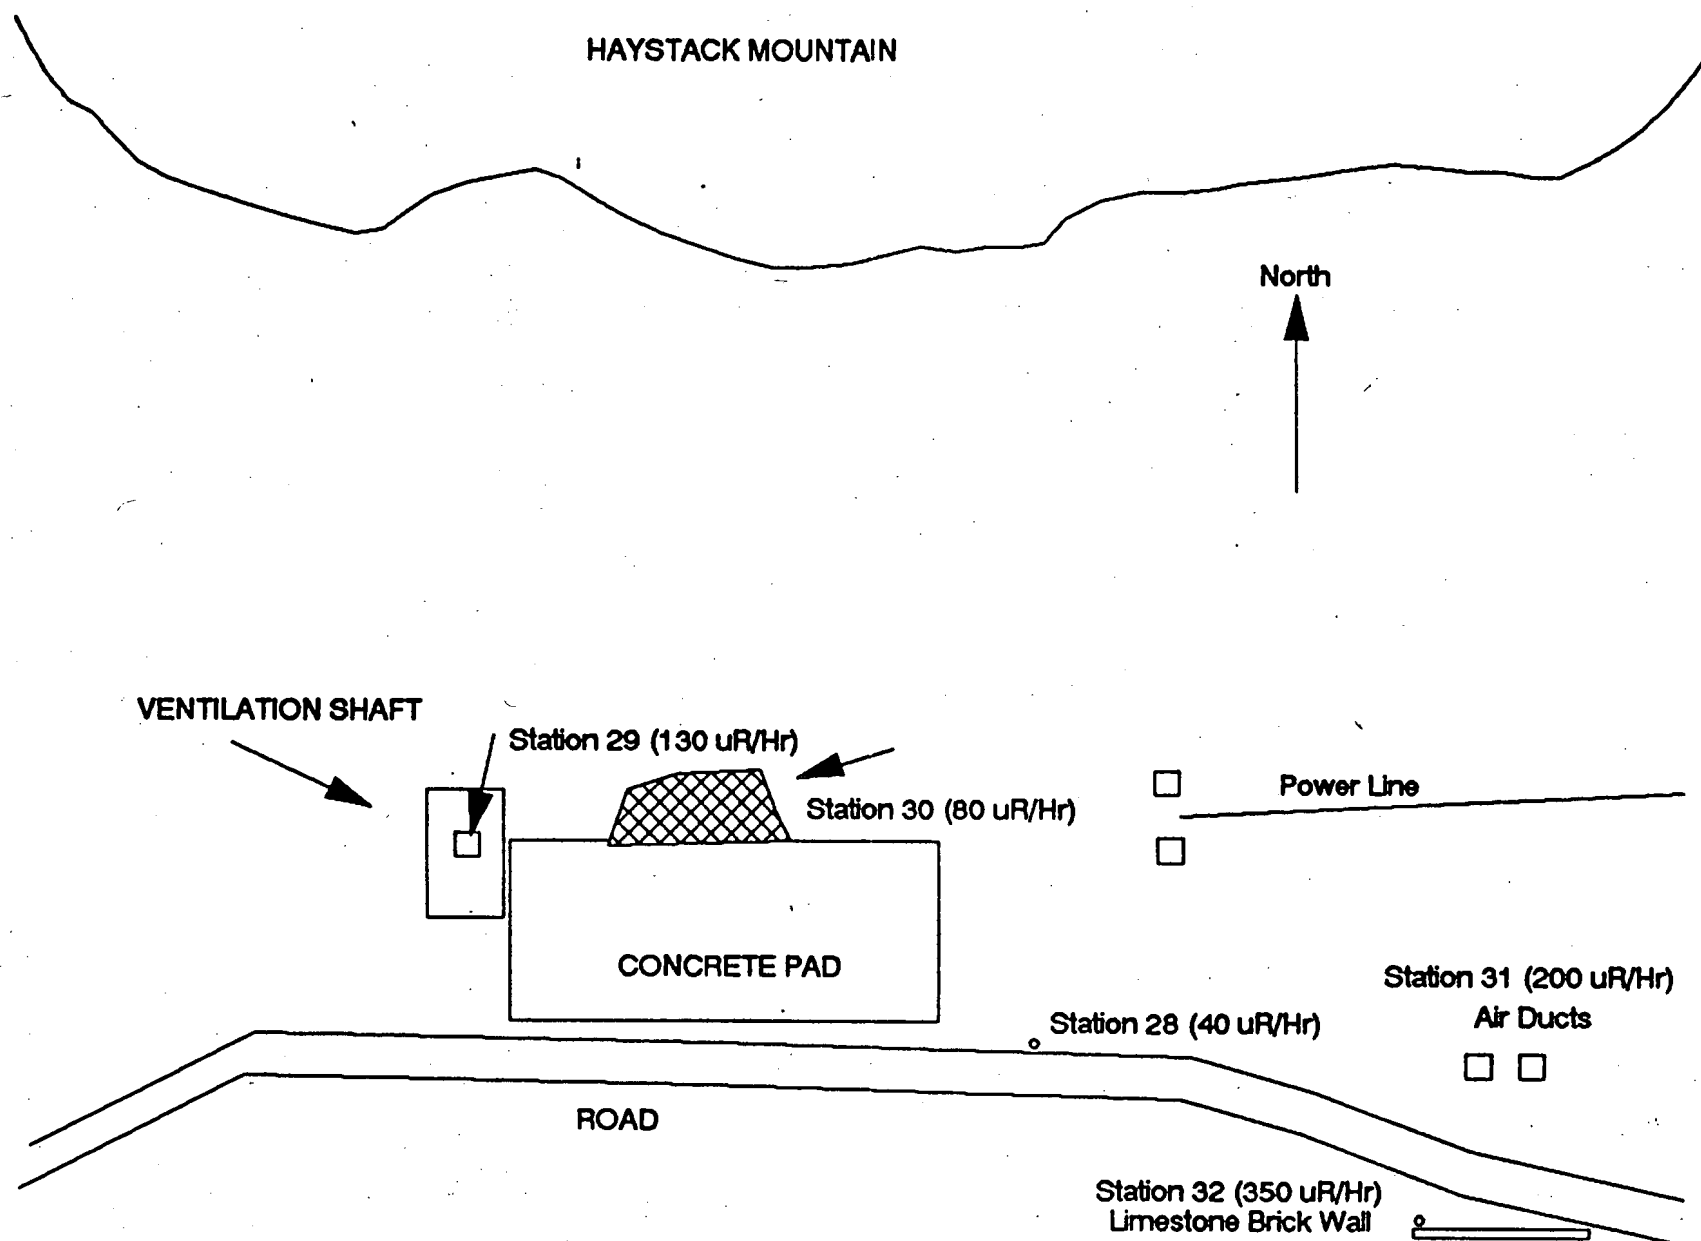 HAYSTACK MOUNTAIN
North
VENTILATION SHAFT
Station 29 (130 uR/Hr)
Power Line
Station 30 (80 uR/Hr)
CONCRETE PAD
Station 31 (200 uR/Hr)
Air Ducts
Station 28 (40 uR/Hr)
ROAD
Station 32 (350 uR/Hr)
Limestone Brick Wall